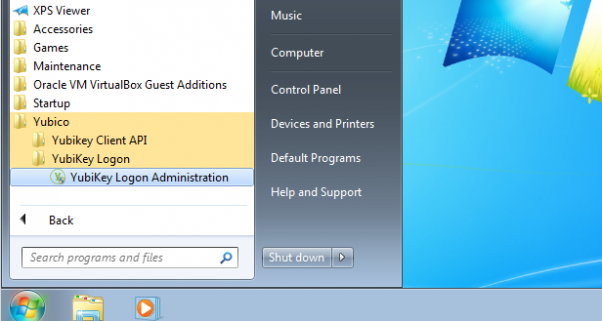 XPS Viewer
Accessories
Games
Maintenance
Oracle VM VirtualBox Guest Additions
Startup
Yubico
Yubikey Client API
YubiKey Logon
YubiKey Logon Administration
Back
Search programs and files
Music
Computer
Control Panel
Devices and Printers
Default Programs
Help and Support
Shut down